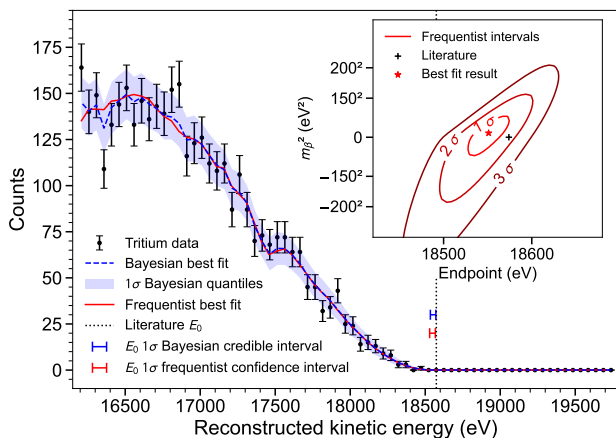 175
150
125
100
75
50
25
0
Counts
16500 17000 17500 18000 18500 19000 19500
Reconstructed kinetic energy (eV)
Tritium data
Bayesian best fit
1σ Bayesian quantiles
Frequentist best fit
Literature E₀
E₀ 1σ Bayesian credible interval
E₀ 1σ frequentist confidence interval
Frequentist intervals
Literature
Best fit result
200²
150²
0
−150²
−200²
mᵦ² (eV²)
1 σ
2 σ
3 σ
18500 18600
Endpoint (eV)